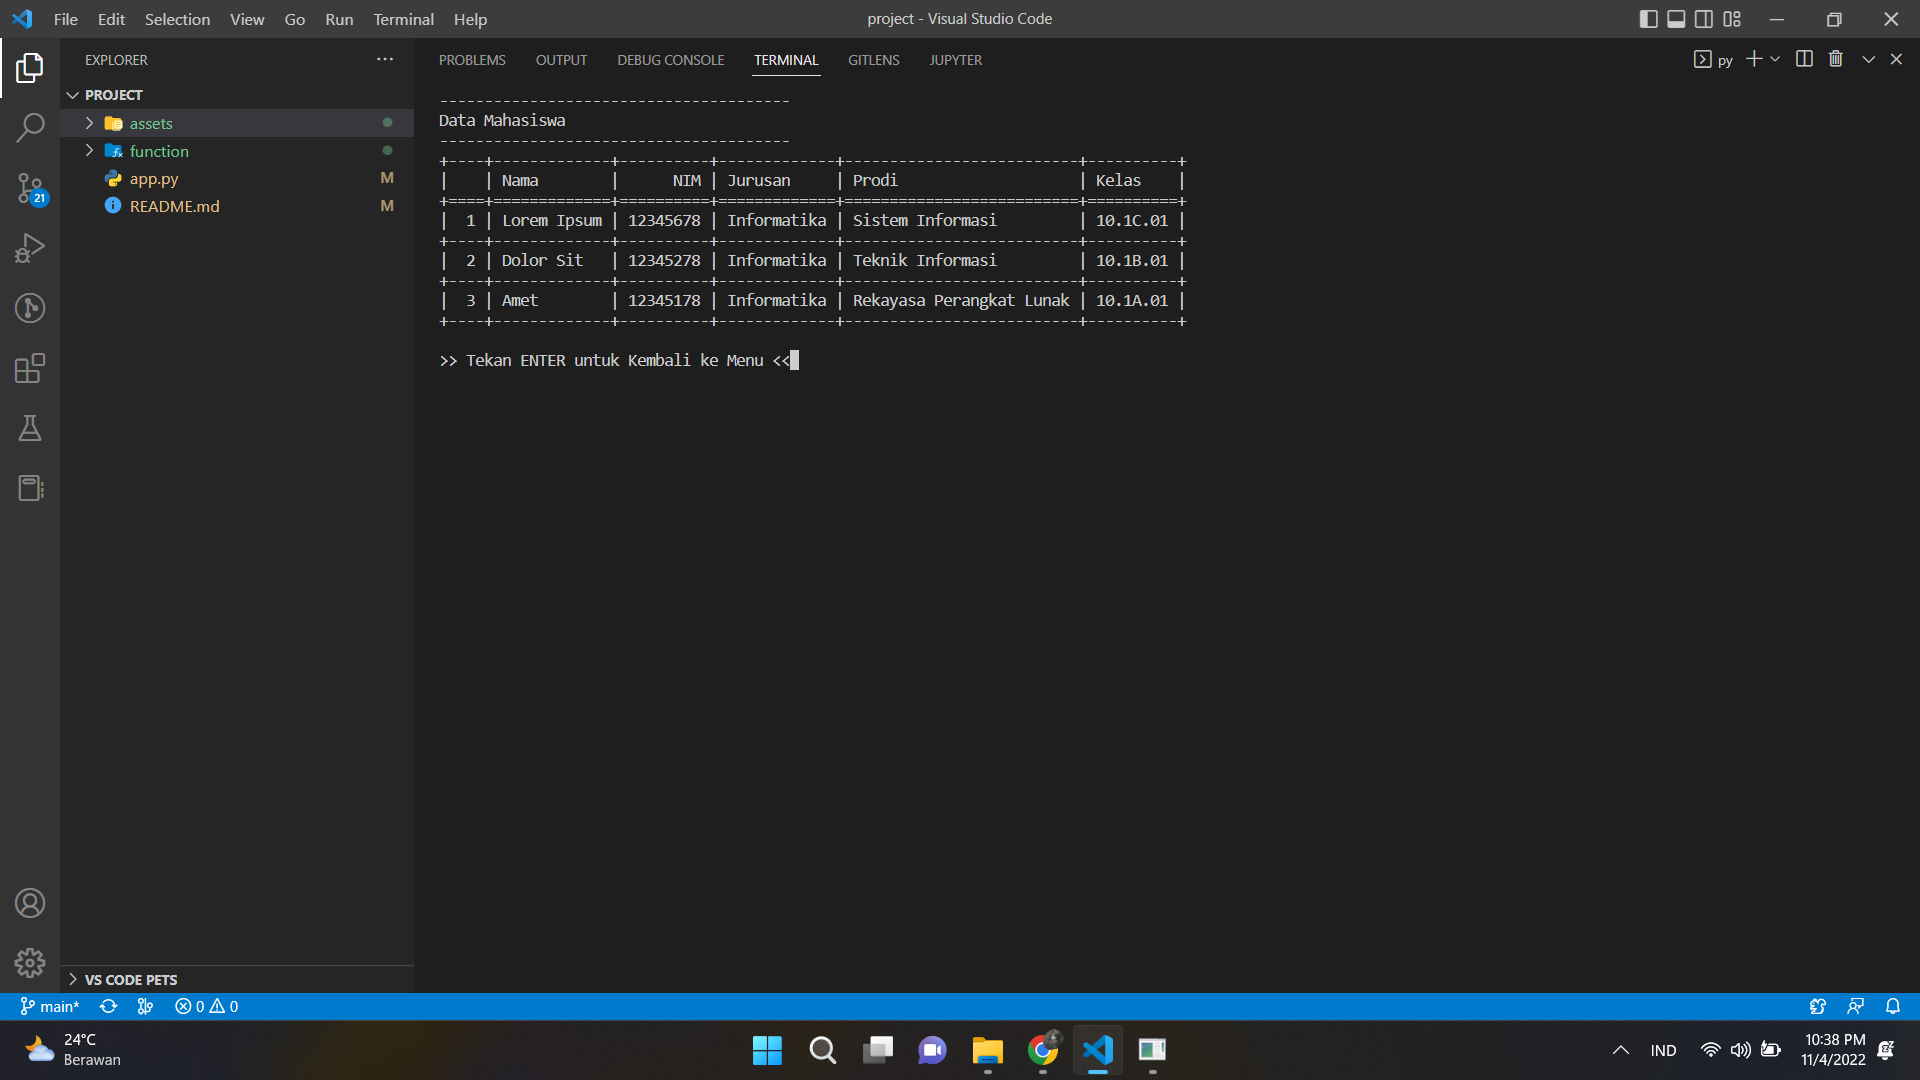 File Edit Selection View Go Run Terminal Help
project - Visual Studio Code
EXPLORER
PROJECT
assets
function
app.py M
README.md M
21
VS CODE PETS
PROBLEMS OUTPUT DEBUG CONSOLE TERMINAL GITLENS JUPYTER
py
---------------------------------------
Data Mahasiswa
---------------------------------------
+----+-------------+----------+-------------+--------------------------+----------+
|    | Nama        |      NIM | Jurusan     | Prodi                    | Kelas    |
+====+=============+==========+=============+==========================+==========+
|  1 | Lorem Ipsum | 12345678 | Informatika | Sistem Informasi         | 10.1C.01 |
+----+-------------+----------+-------------+--------------------------+----------+
|  2 | Dolor Sit   | 12345278 | Informatika | Teknik Informasi         | 10.1B.01 |
+----+-------------+----------+-------------+--------------------------+----------+
|  3 | Amet        | 12345178 | Informatika | Rekayasa Perangkat Lunak | 10.1A.01 |
+----+-------------+----------+-------------+--------------------------+----------+
>> Tekan ENTER untuk Kembali ke Menu <<
main* 0 0
24°C
Berawan
IND
10:38 PM
11/4/2022